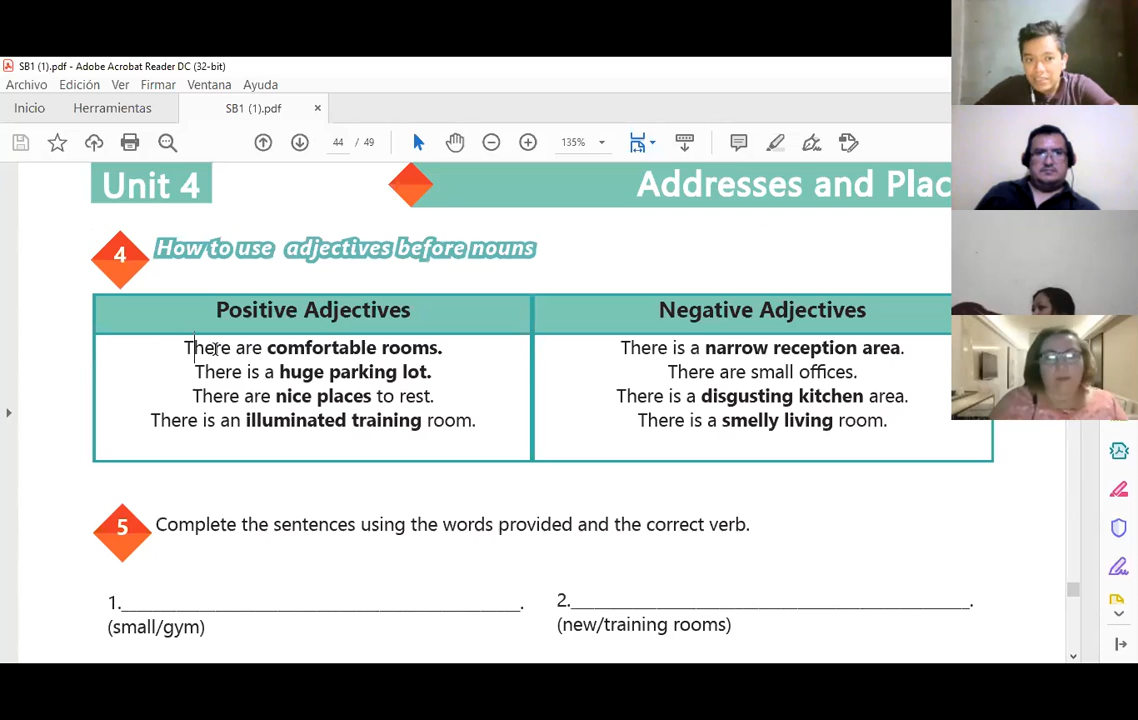 SB1 (1).pdf - Adobe Acrobat Reader DC (32-bit)
Archivo Edición Ver Firmar Ventana Ayuda
Inicio Herramientas SB1 (1).pdf ×
44 / 49 135%
Unit 4 Addresses and Plac
4 How to use adjectives before nouns
Positive Adjectives
There are comfortable rooms.
There is a huge parking lot.
There are nice places to rest.
There is an illuminated training room.
Negative Adjectives
There is a narrow reception area.
There are small offices.
There is a disgusting kitchen area.
There is a smelly living room.
5 Complete the sentences using the words provided and the correct verb.
1.________________________________________.
(small/gym)
2.________________________________________.
(new/training rooms)